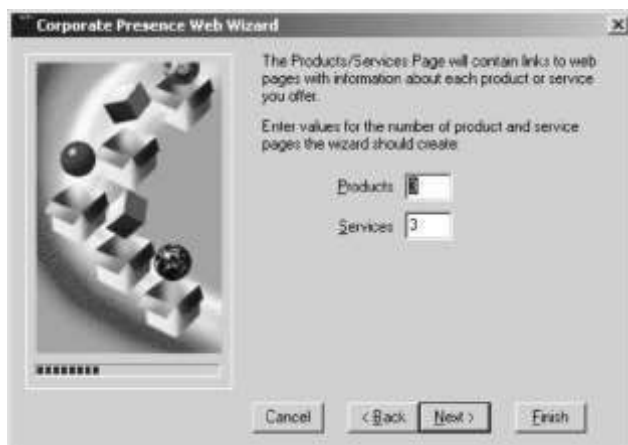 Corporate Presence Web Wizard
The Products/Services Page will contain links to web
pages with information about each product or service
you offer.
Enter values for the number of product and service
pages the wizard should create:
Products 3
Services 3
Cancel < Back Next > Finish